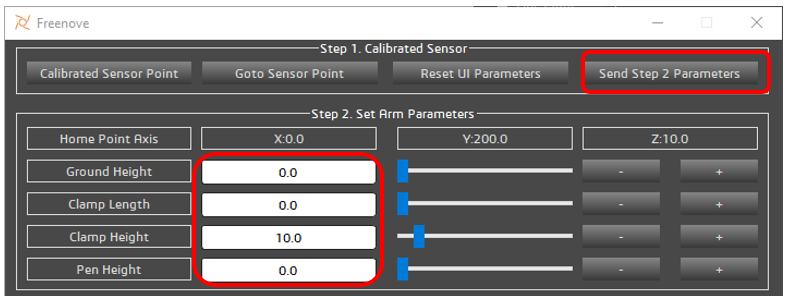 Freenove
Step 1. Calibrated Sensor
Calibrated Sensor Point Goto Sensor Point Reset UI Parameters Send Step 2 Parameters
Step 2. Set Arm Parameters
Home Point Axis X:0.0 Y:200.0 Z:10.0
Ground Height 0.0 - +
Clamp Length 0.0 - +
Clamp Height 10.0 - +
Pen Height 0.0 - +